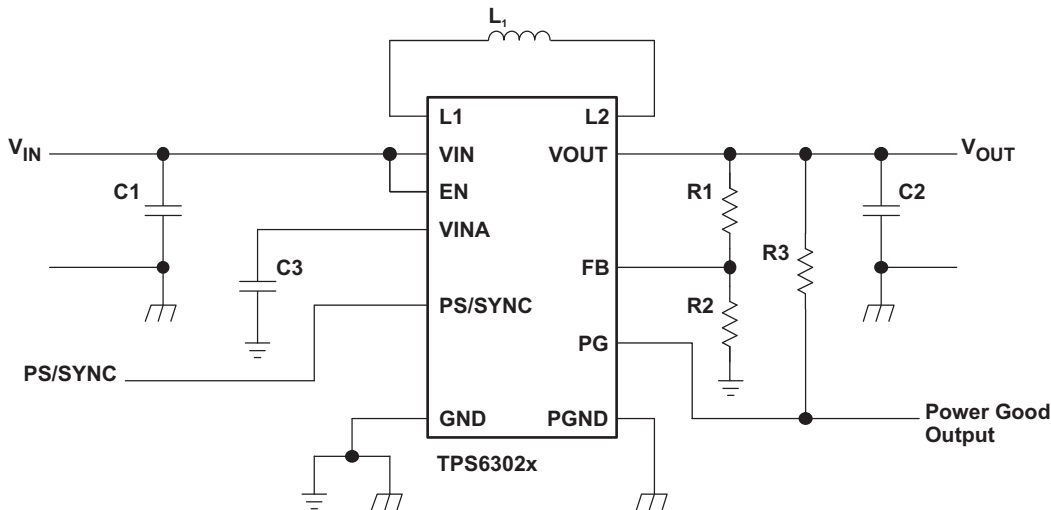 L1
L1 L2
VIN VIN VOUT VOUT
EN
C1 R1 C2
VINA
C3 FB R3
PS/SYNC R2
PG
PS/SYNC
GND PGND Power Good
Output
TPS6302x